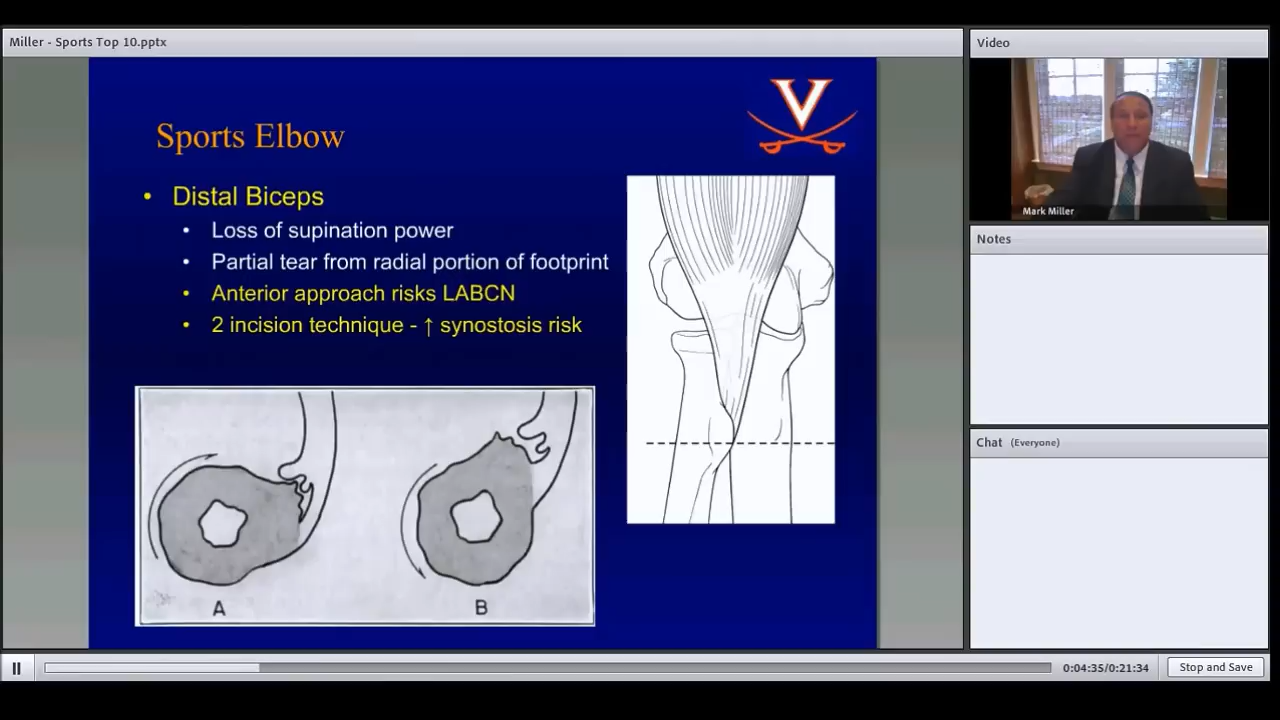 Miller - Sports Top 10.pptx
Video
Sports Elbow
• Distal Biceps
• Loss of supination power
• Partial tear from radial portion of footprint
• Anterior approach risks LABCN
• 2 incision technique - ↑ synostosis risk
A
B
V
Mark Miller
Notes
Chat (Everyone)
0:04:35/0:21:34
Stop and Save